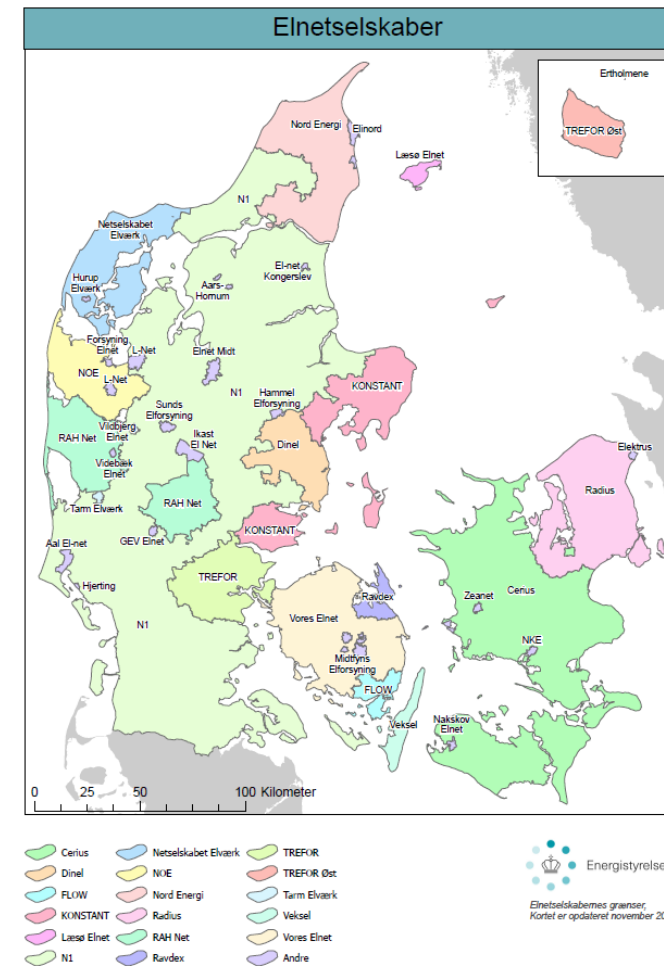 Elnetselskaber
Ertholmene
TREFOR Øst
Nord Energi
Elinord
Læsø Elnet
N1
Netselskabet
Elværk
Hurup
Elværk
Aars-
Hornum
El-net
Kongerslev
Forsyning
Elnet
L-Net
Elnet Midt
NOE
L-Net
N1
Hammel
Elforsyning
KONSTANT
Sunds
Elforsyning
Vildbjerg
Elnet
Ikast
El Net
Dinel
RAH Net
Videbæk
Elnet
Elektrus
Radius
RAH Net
Tarm Elværk
KONSTANT
GEV Elnet
Aal El-net
TREFOR
Hjerting
Cerius
Zeanet
Ravdex
Vores Elnet
N1
NKE
Midtfyns
Elforsyning
FLOW
Veksel
Nakskov
Elnet
0 25 50 100 Kilometer
Cerius
Dinel
FLOW
KONSTANT
Læsø Elnet
N1
Netselskabet Elværk
NOE
Nord Energi
Radius
RAH Net
Ravdex
TREFOR
TREFOR Øst
Tarm Elværk
Veksel
Vores Elnet
Andre
Energistyrelse
Elnetselskabernes grænser,
Kortet er opdateret november 20